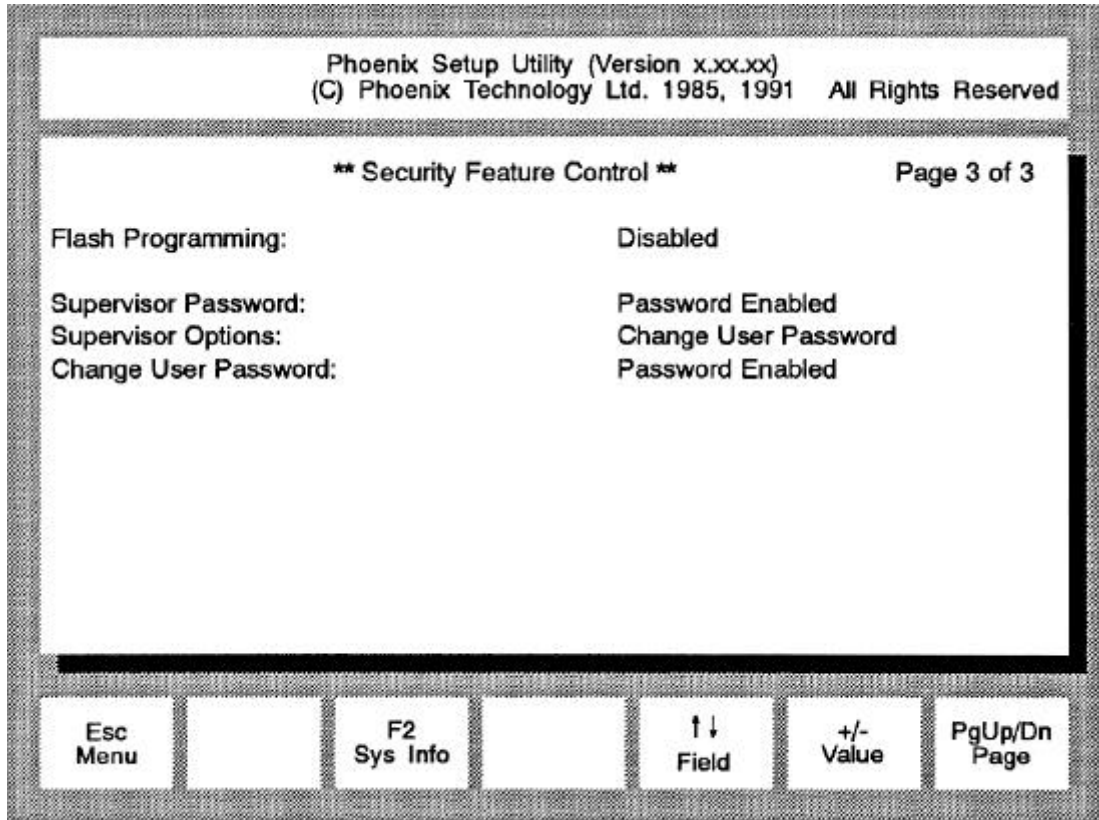 Phoenix Setup Utility (Version x.xx.xx)
(C) Phoenix Technology Ltd. 1985, 1991 All Rights Reserved
** Security Feature Control ** Page 3 of 3
Flash Programming: Disabled
Supervisor Password: Password Enabled
Supervisor Options: Change User Password
Change User Password: Password Enabled
Esc
Menu
F2
Sys Info
↑↓
Field
+/-
Value
PgUp/Dn
Page